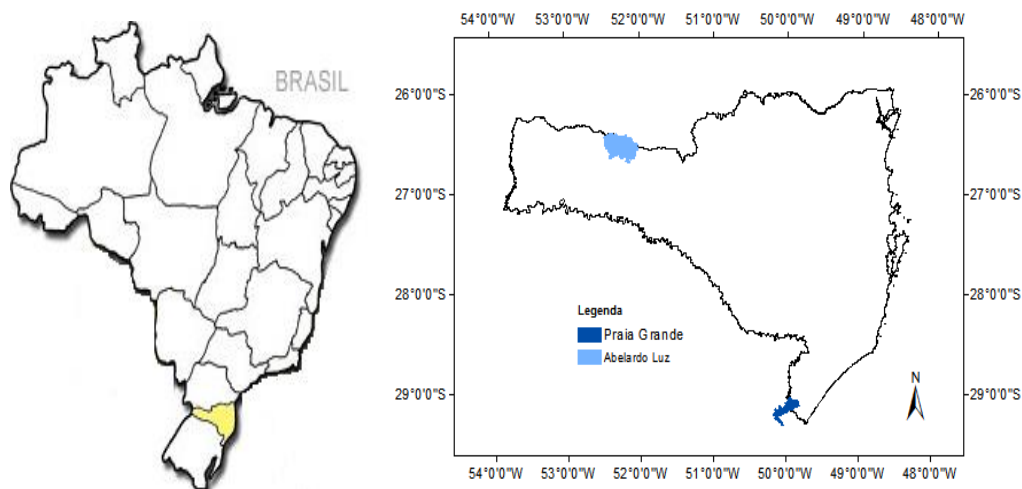 BRASIL
54°0'0"W 53°0'0"W 52°0'0"W 51°0'0"W 50°0'0"W 49°0'0"W 48°0'0"W
26°0'0"S 26°0'0"S
27°0'0"S 27°0'0"S
28°0'0"S 28°0'0"S
Legenda
Praia Grande
Abelardo Luz
29°0'0"S 29°0'0"S
N
54°0'0"W 53°0'0"W 52°0'0"W 51°0'0"W 50°0'0"W 49°0'0"W 48°0'0"W